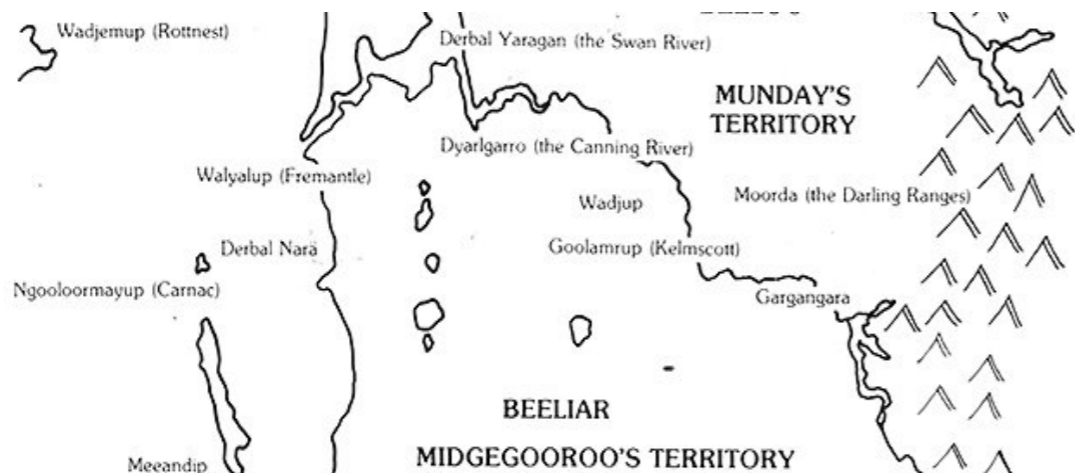 Wadjemup (Rottnest)
Derbal Yaragan (the Swan River)
MUNDAY'S
TERRITORY
Dyarlgarro (the Canning River)
Walyalup (Fremantle)
Moorda (the Darling Ranges)
Wadjup
Derbal Nara
Goolamrup (Kelmscott)
Ngooloormayup (Carnac)
Gargangara
BEELIAR
MIDGEGOOROO'S TERRITORY
Meeandip